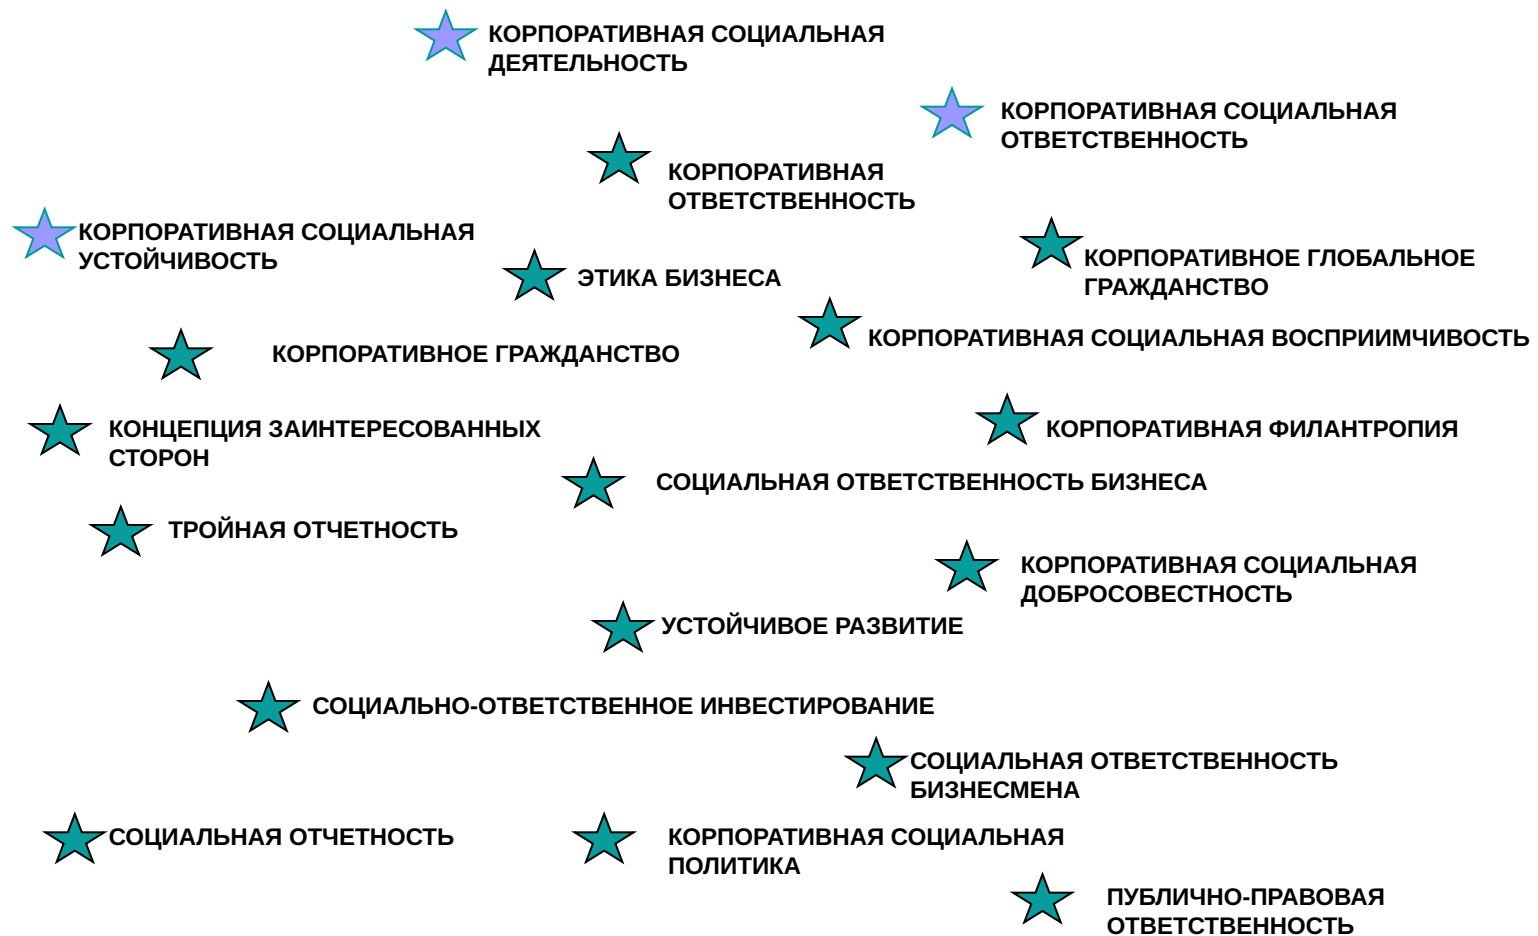 КОРПОРАТИВНАЯ СОЦИАЛЬНАЯ
ДЕЯТЕЛЬНОСТЬ
КОРПОРАТИВНАЯ СОЦИАЛЬНАЯ
ОТВЕТСТВЕННОСТЬ
КОРПОРАТИВНАЯ
ОТВЕТСТВЕННОСТЬ
КОРПОРАТИВНАЯ СОЦИАЛЬНАЯ
УСТОЙЧИВОСТЬ
ЭТИКА БИЗНЕСА
КОРПОРАТИВНОЕ ГЛОБАЛЬНОЕ
ГРАЖДАНСТВО
КОРПОРАТИВНАЯ СОЦИАЛЬНАЯ ВОСПРИИМЧИВОСТЬ
КОРПОРАТИВНОЕ ГРАЖДАНСТВО
КОНЦЕПЦИЯ ЗАИНТЕРЕСОВАННЫХ
СТОРОН
КОРПОРАТИВНАЯ ФИЛАНТРОПИЯ
СОЦИАЛЬНАЯ ОТВЕТСТВЕННОСТЬ БИЗНЕСА
ТРОЙНАЯ ОТЧЕТНОСТЬ
КОРПОРАТИВНАЯ СОЦИАЛЬНАЯ
ДОБРОСОВЕСТНОСТЬ
УСТОЙЧИВОЕ РАЗВИТИЕ
СОЦИАЛЬНО-ОТВЕТСТВЕННОЕ ИНВЕСТИРОВАНИЕ
СОЦИАЛЬНАЯ ОТВЕТСТВЕННОСТЬ
БИЗНЕСМЕНА
СОЦИАЛЬНАЯ ОТЧЕТНОСТЬ
КОРПОРАТИВНАЯ СОЦИАЛЬНАЯ
ПОЛИТИКА
ПУБЛИЧНО-ПРАВОВАЯ
ОТВЕТСТВЕННОСТЬ